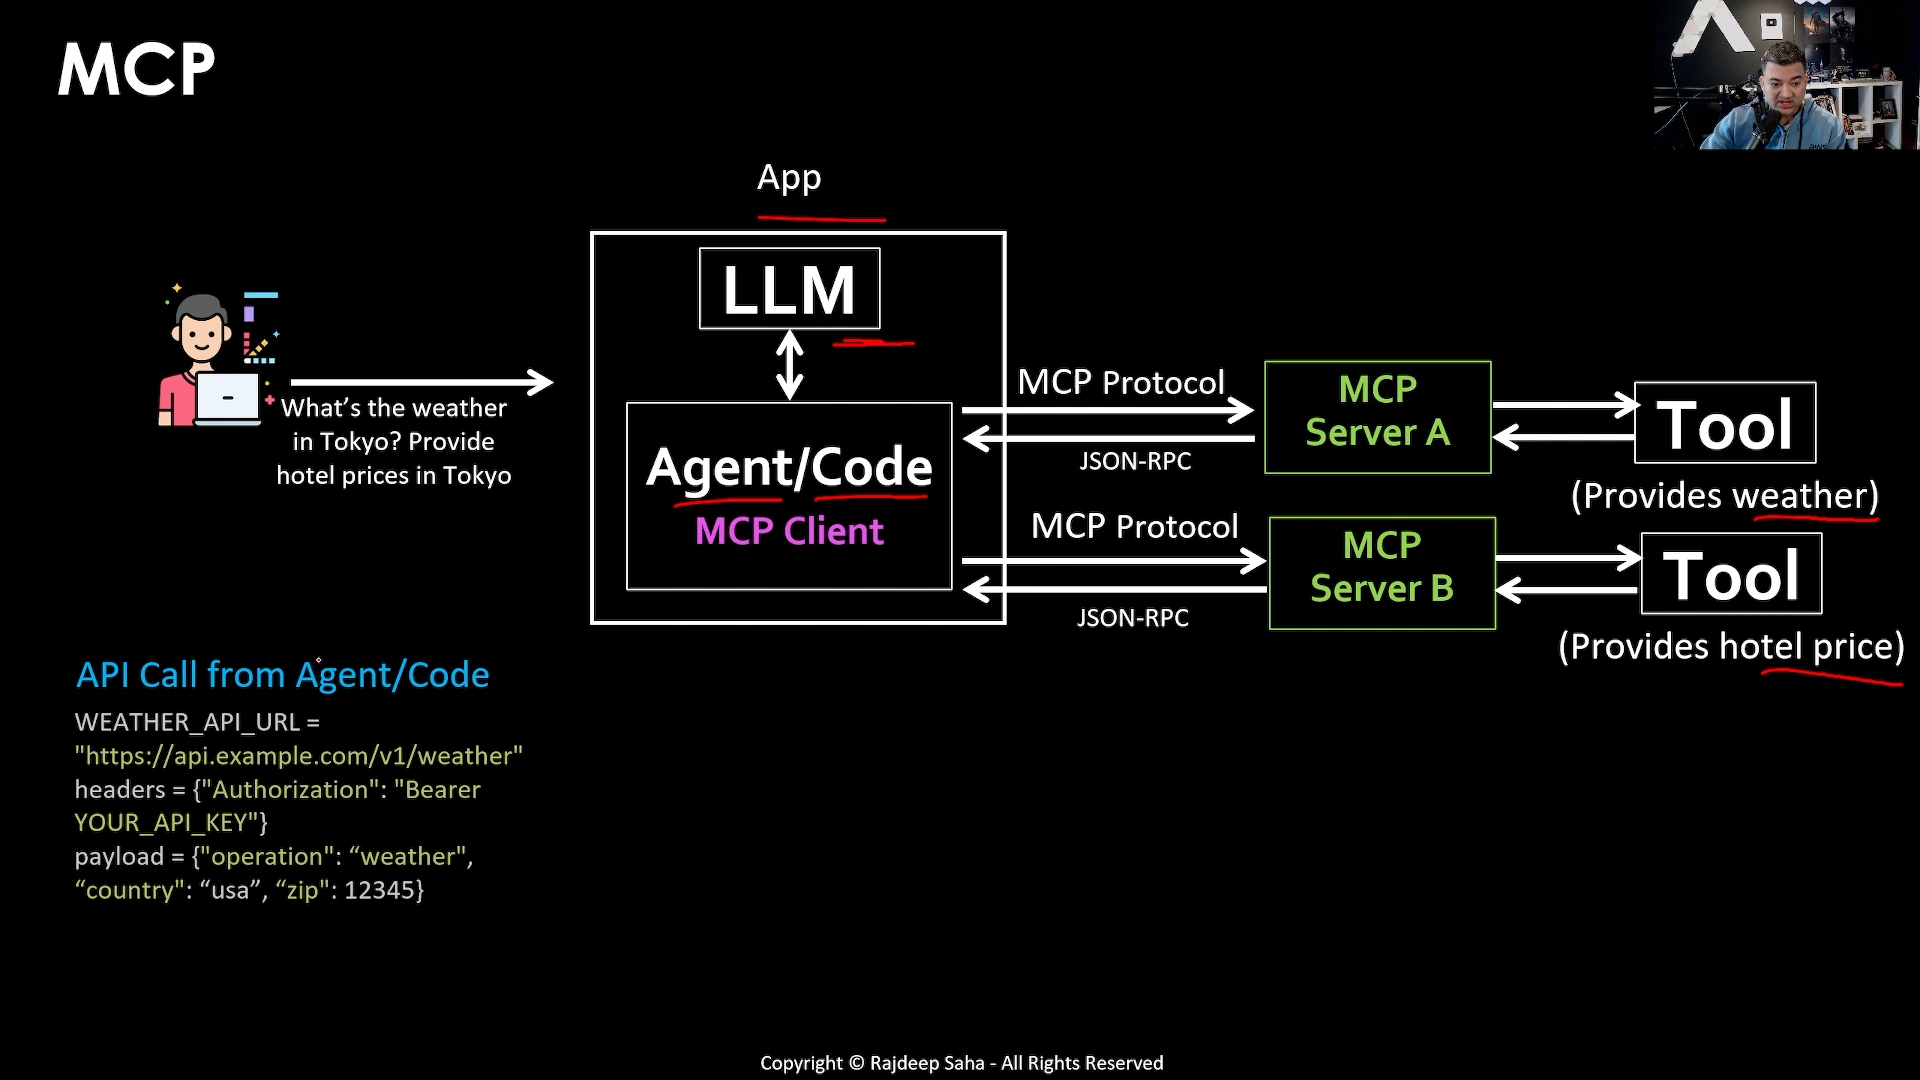 MCP
App
LLM
Agent/Code
MCP Client
What's the weather
in Tokyo? Provide
hotel prices in Tokyo
MCP Protocol
JSON-RPC
MCP Protocol
JSON-RPC
MCP
Server A
MCP
Server B
Tool
(Provides weather)
Tool
(Provides hotel price)
API Call from Agent/Code
WEATHER_API_URL =
"https://api.example.com/v1/weather"
headers = {"Authorization": "Bearer
YOUR_API_KEY"}
payload = {"operation": “weather",
“country": “usa”, “zip": 12345}
aws
Copyright © Rajdeep Saha - All Rights Reserved